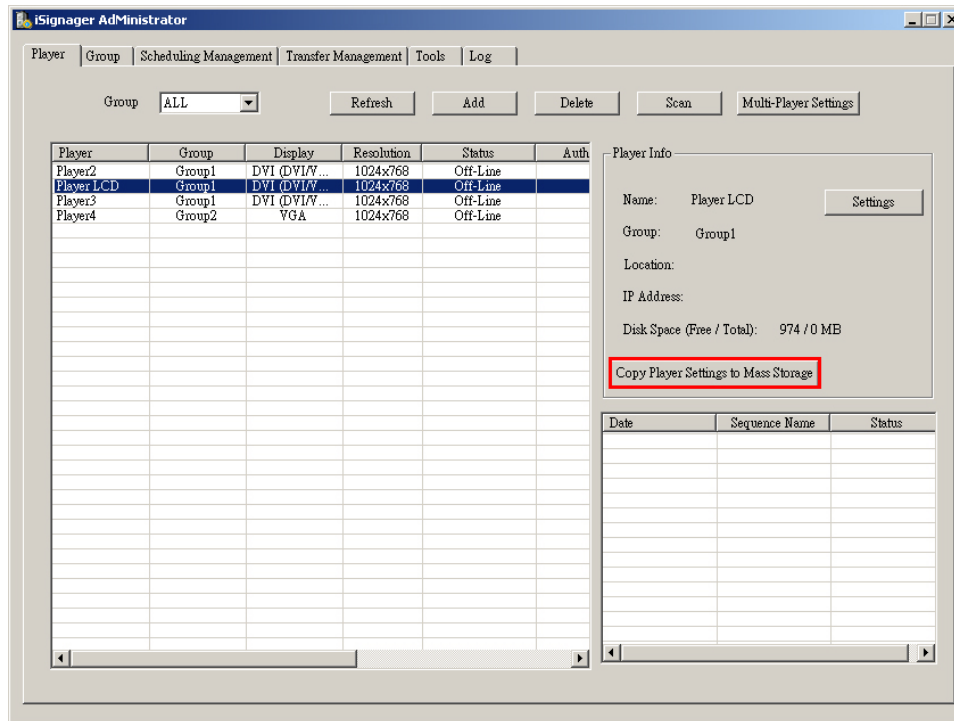 iSignager AdMinistrator
Player Group Scheduling Management Transfer Management Tools Log
Group ALL Refresh Add Delete Scan Multi-Player Settings
Player Group Display Resolution Status Auth
Player2 Group1 DVI (DVI/V... 1024x768 Off-Line
Player LCD Group1 DVI (DVI/V... 1024x768 Off-Line
Player3 Group1 DVI (DVI/V... 1024x768 Off-Line
Player4 Group2 VGA 1024x768 Off-Line
Player Info
Name: Player LCD Settings
Group: Group1
Location:
IP Address:
Disk Space (Free / Total): 974 / 0 MB
Copy Player Settings to Mass Storage
Date Sequence Name Status